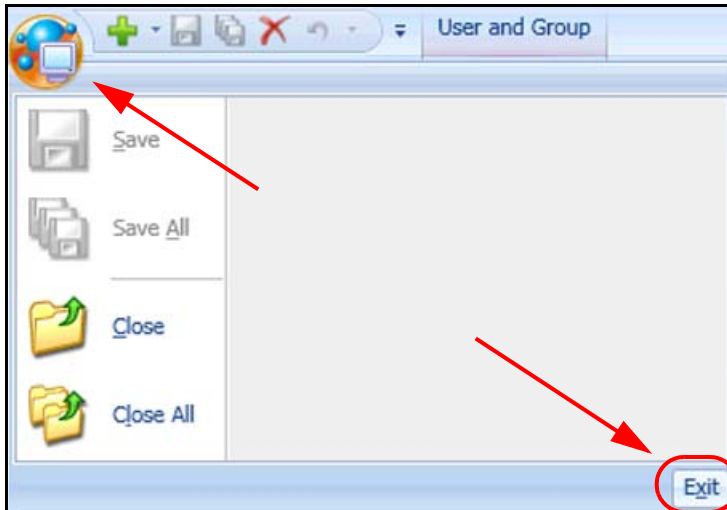 User and Group
Save
Save All
Close
Close All
Exit